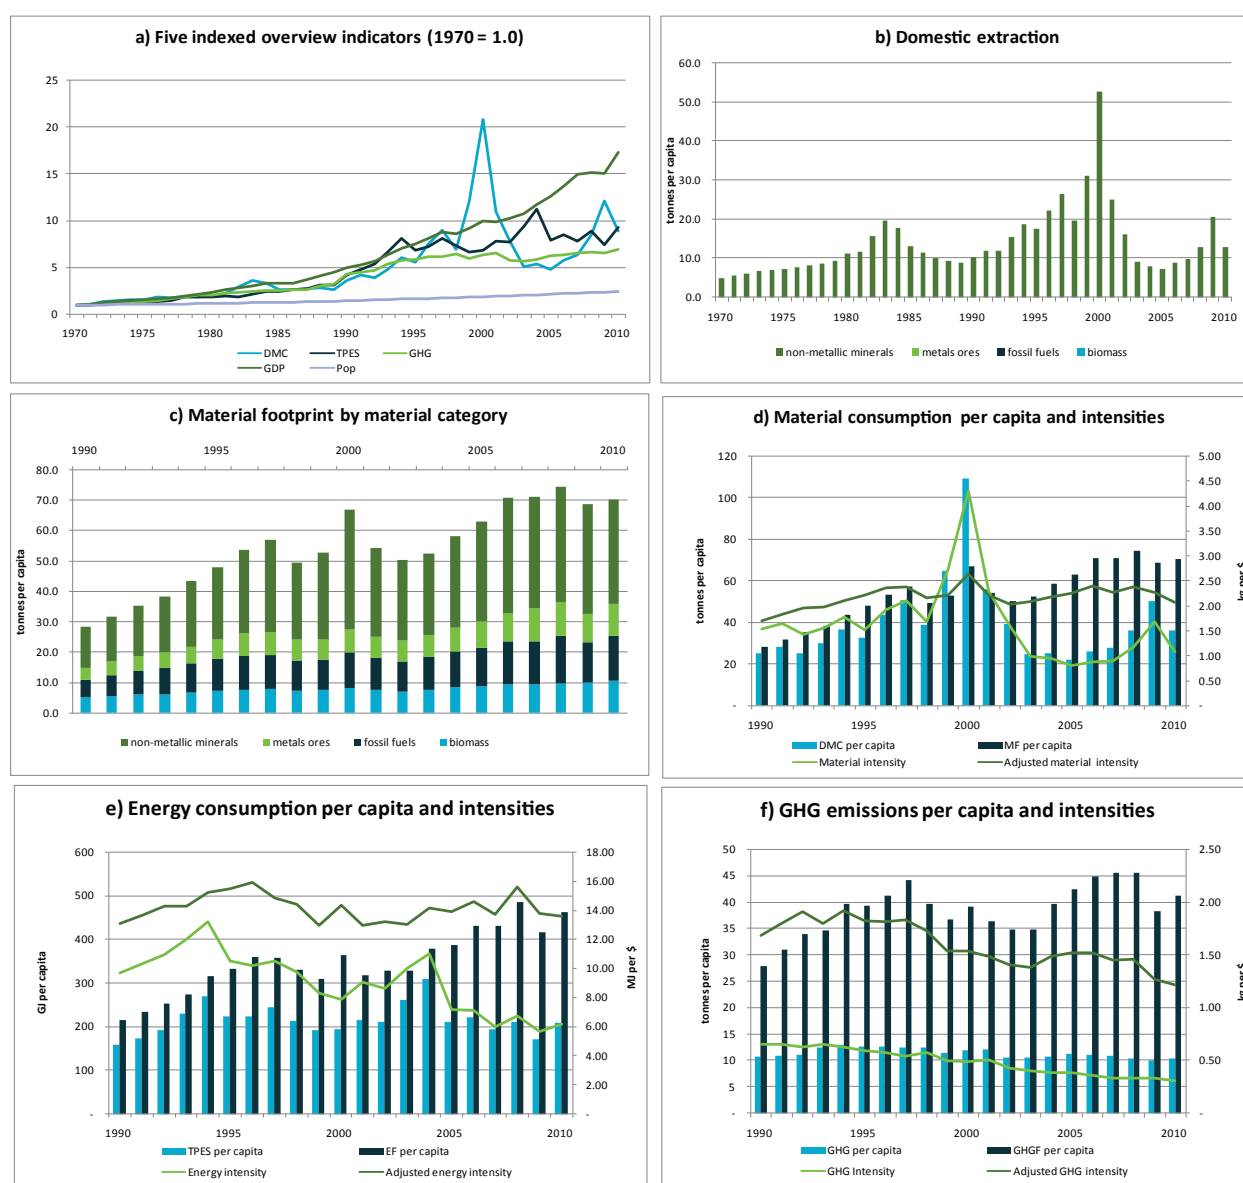 a) Five indexed overview indicators (1970 = 1.0)
25
20
15
10
5
0
1970 1975 1980 1985 1990 1995 2000 2005 2010
DMC TPES GHG
GDP Pop
b) Domestic extraction
tonnes per capita
60.0
50.0
40.0
30.0
20.0
10.0
0.0
1970 1975 1980 1985 1990 1995 2000 2005 2010
non-metallic minerals metals ores fossil fuels biomass
c) Material footprint by material category
1990 1995 2000 2005 2010
tonnes per capita
80.0
70.0
60.0
50.0
40.0
30.0
20.0
10.0
0.0
non-metallic minerals metals ores fossil fuels biomass
d) Material consumption per capita and intensities
tonnes per capita
120
100
80
60
40
20
-
5.00
4.50
4.00
3.50
3.00
2.50
2.00
1.50
1.00
0.50
-
kg per $
1990 1995 2000 2005 2010
DMC per capita MF per capita
Material intensity Adjusted material intensity
e) Energy consumption per capita and intensities
GJ per capita
600
500
400
300
200
100
-
18.00
16.00
14.00
12.00
10.00
8.00
6.00
4.00
2.00
-
MJ per $
1990 1995 2000 2005 2010
TPES per capita EF per capita
Energy intensity Adjusted energy intensity
f) GHG emissions per capita and intensities
tonnes per capita
50
45
40
35
30
25
20
15
10
5
-
2.50
2.00
1.50
1.00
0.50
-
kg per $
1990 1995 2000 2005 2010
GHG per capita GHGF per capita
GHG Intensity Adjusted GHG intensity